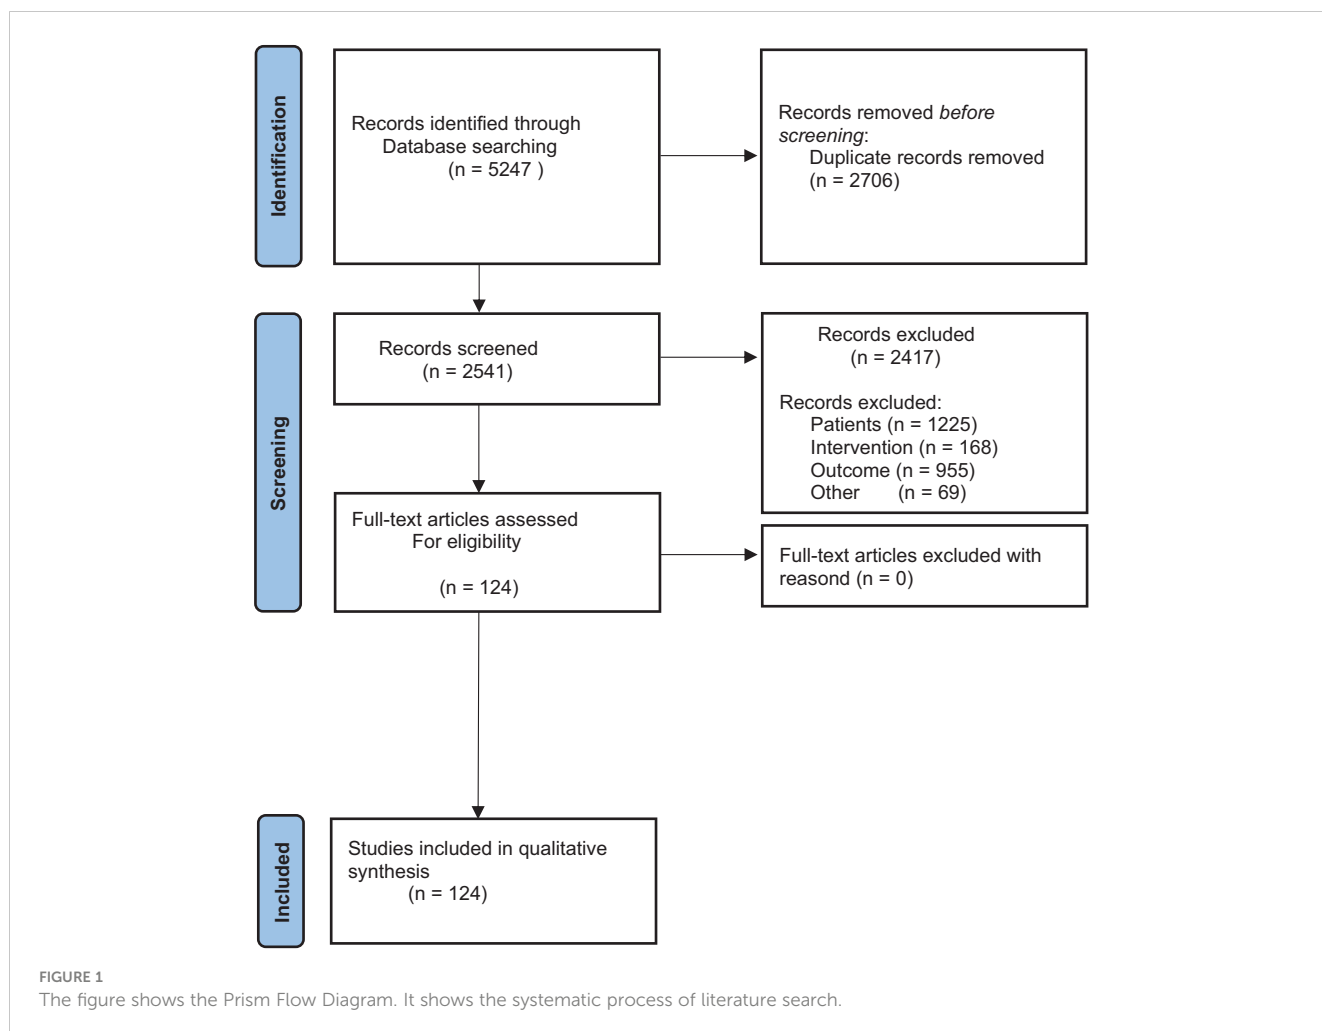 Identification
Records identified through
Database searching
(n = 5247 )
Records removed before
screening:
Duplicate records removed
(n = 2706)
Screening
Records screened
(n = 2541)
Records excluded
(n = 2417)
Records excluded:
Patients (n = 1225)
Intervention (n = 168)
Outcome (n = 955)
Other (n = 69)
Full-text articles assessed
For eligibility
(n = 124)
Full-text articles excluded with
reasond (n = 0)
Included
Studies included in qualitative
synthesis
(n = 124)
FIGURE 1
The figure shows the Prism Flow Diagram. It shows the systematic process of literature search.